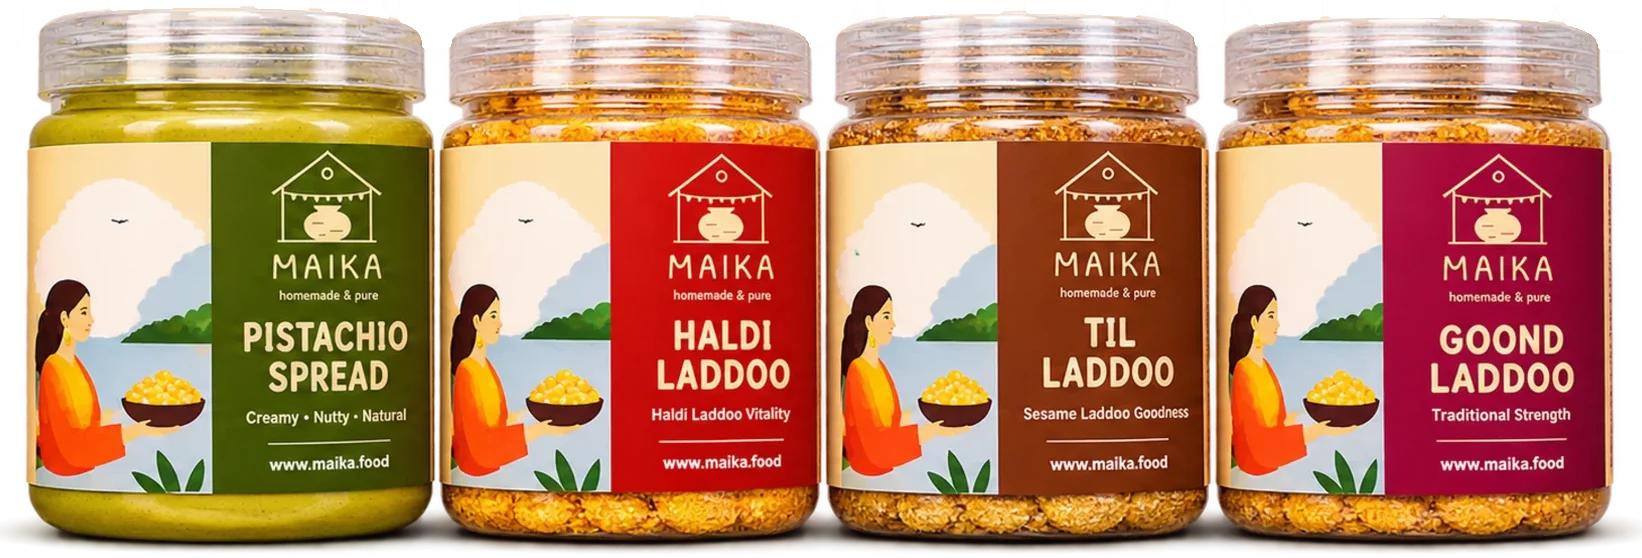 MAIKA
homemade & pure
PISTACHIO
SPREAD
Creamy • Nutty • Natural
www.maika.food
MAIKA
homemade & pure
HALDI
LADDOO
Haldi Laddoo Vitality
www.maika.food
MAIKA
homemade & pure
TIL
LADDOO
Sesame Laddoo Goodness
www.maika.food
MAIKA
homemade & pure
GOOND
LADDOO
Traditional Strength
www.maika.food